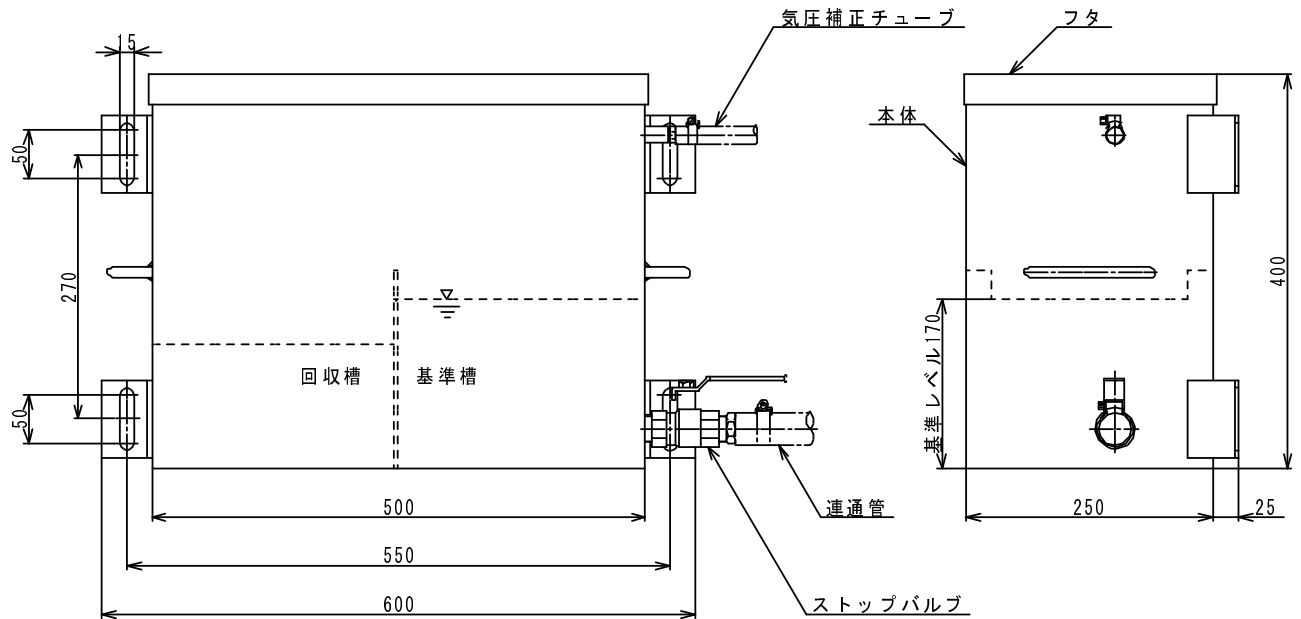 気圧補正チューブ
フタ
15
本体
50
270
400
基準レベル170
回収槽
基準槽
50
500
連通管
250
25
550
600
ストップバルブ